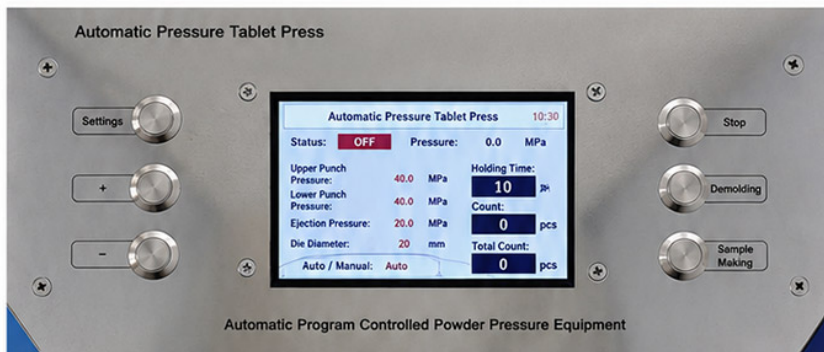 Automatic Pressure Tablet Press
Settings
+
-
Automatic Pressure Tablet Press 10:30
Status: OFF Pressure: 0.0 MPa
Upper Punch
Pressure: 40.0 MPa
Lower Punch
Pressure: 40.0 MPa
Ejection Pressure: 20.0 MPa
Die Diameter: 20 mm
Auto / Manual: Auto
Holding Time:
10
Count:
0 pcs
Total Count:
0 pcs
Stop
Demolding
Sample
Making
Automatic Program Controlled Powder Pressure Equipment